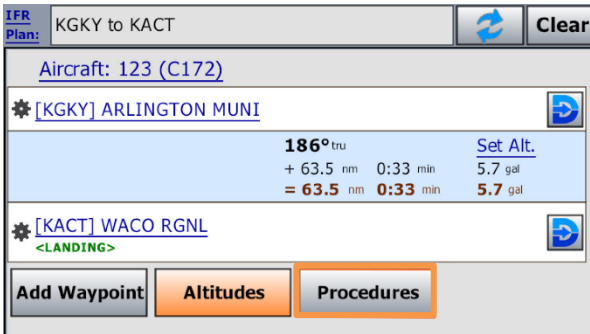 IFR Plan: KGKY to KACT Clear
Aircraft: 123 (C172)
[KGKY] ARLINGTON MUNI
186° tru Set Alt.
+ 63.5 nm 0:33 min 5.7 gal
= 63.5 nm 0:33 min 5.7 gal
[KACT] WACO RGNL
<LANDING>
Add Waypoint Altitudes Procedures